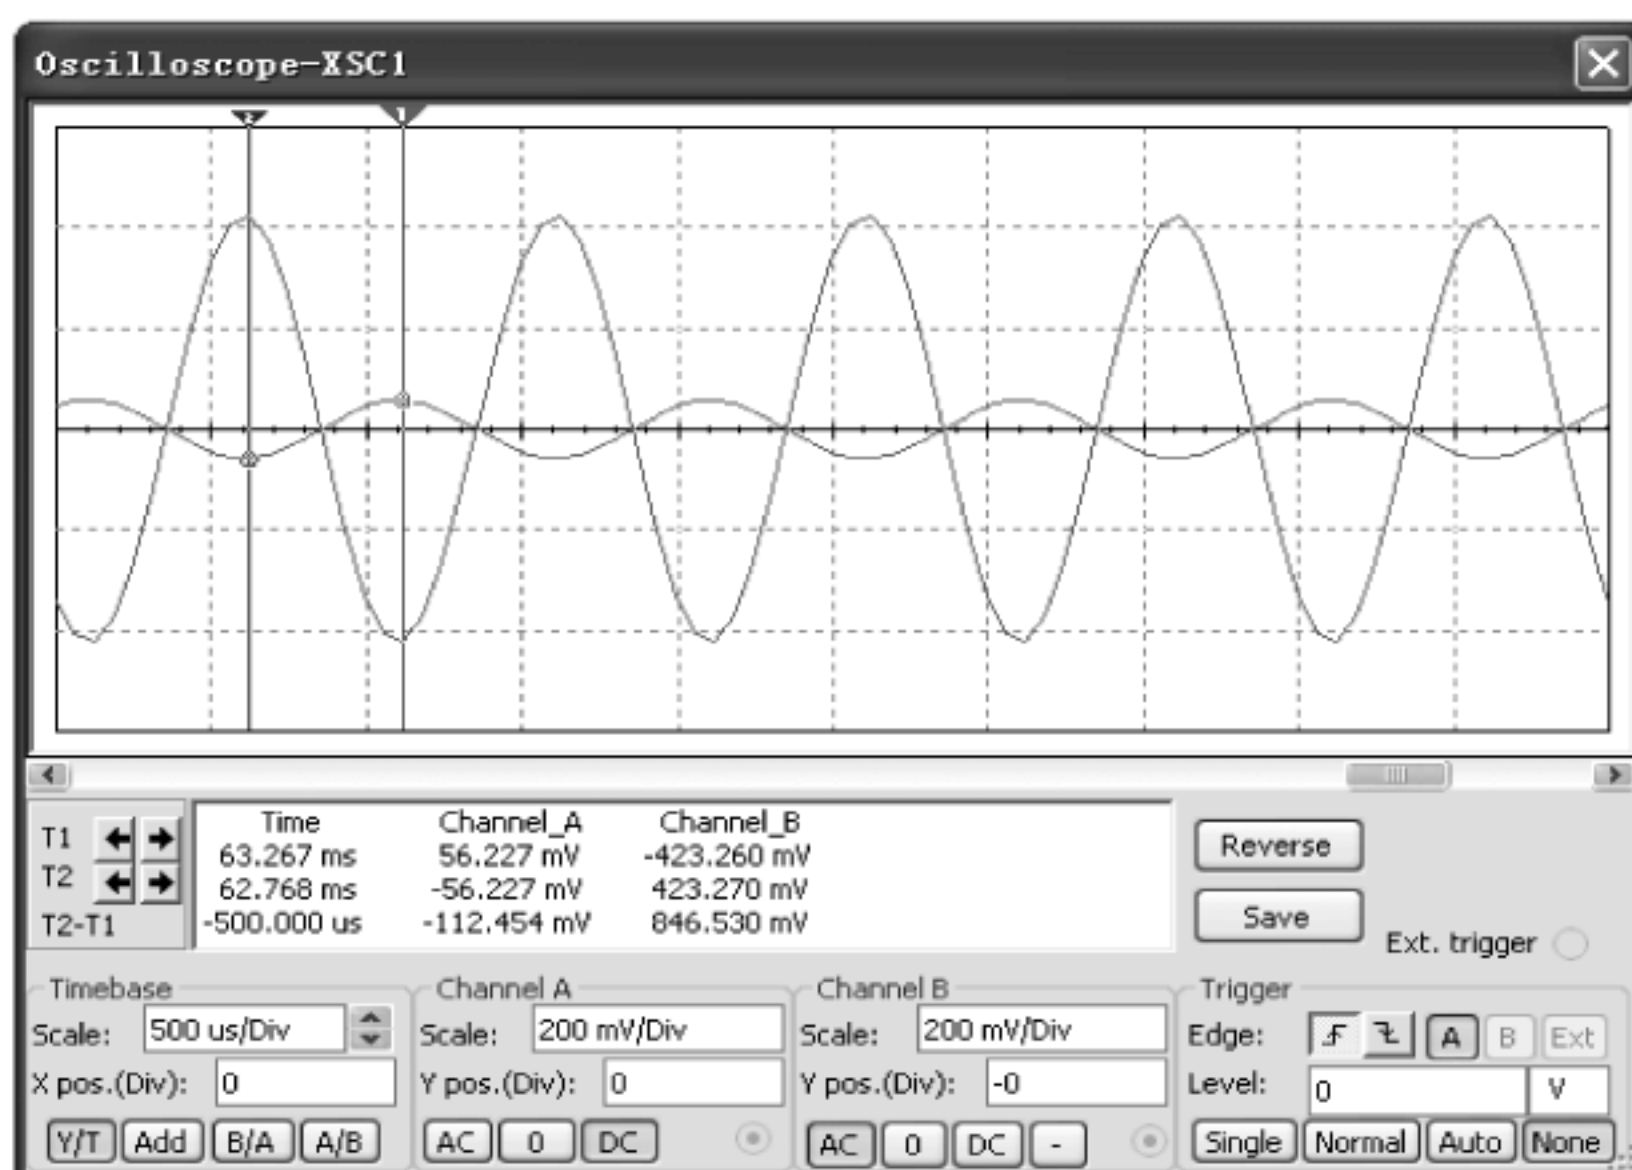 Oscilloscope-XSC1
2 1
Time Channel_A Channel_B
T1 63.267 ms 56.227 mV -423.260 mV
T2 62.768 ms -56.227 mV 423.270 mV
T2-T1 -500.000 us -112.454 mV 846.530 mV
Reverse
Save
Ext. trigger
Timebase Channel A Channel B Trigger
Scale: 500 us/Div Scale: 200 mV/Div Scale: 200 mV/Div Edge: A B Ext
X pos.(Div): 0 Y pos.(Div): 0 Y pos.(Div): -0 Level: 0 V
Y/T Add B/A A/B AC 0 DC AC 0 DC - Single Normal Auto None